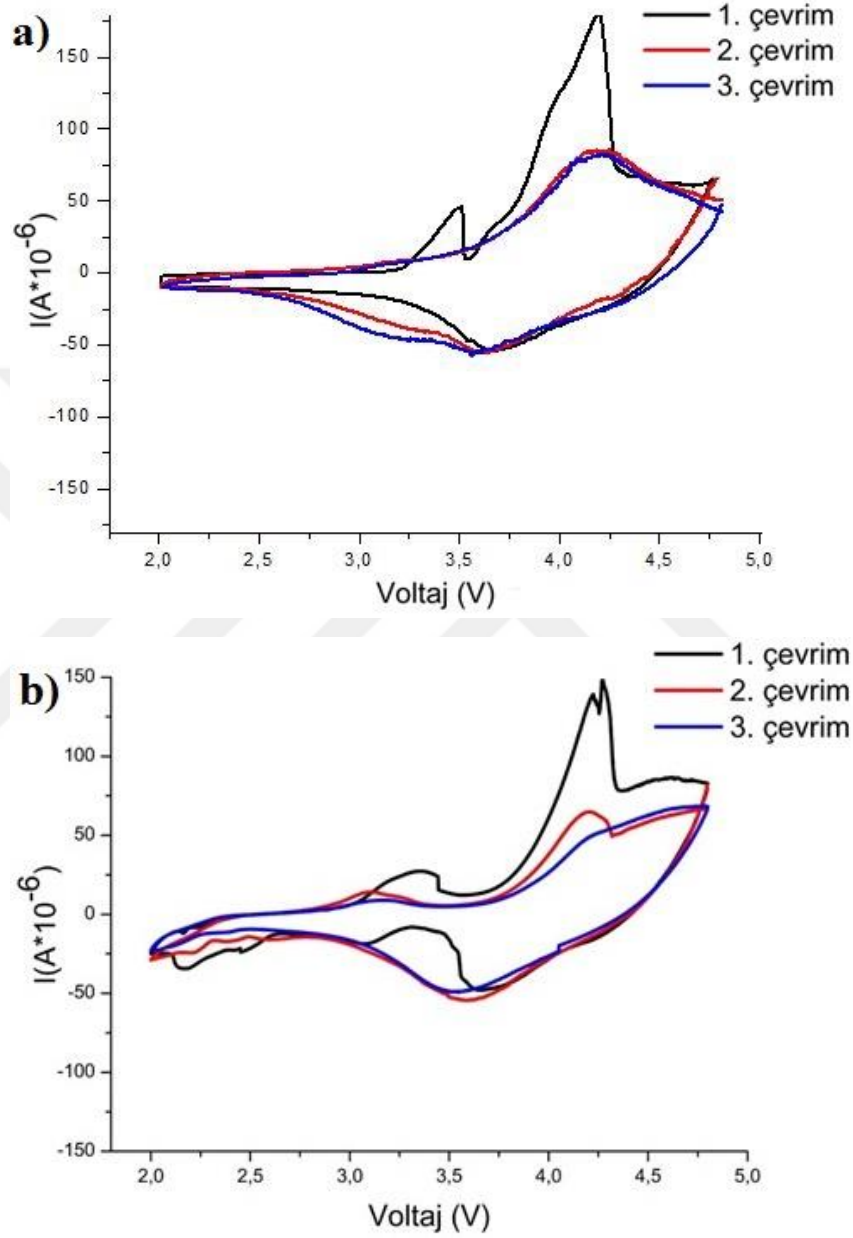 a)
1. çevrim
2. çevrim
3. çevrim
150
100
50
0
-50
-100
-150
I(A*10⁻⁶)
2,0 2,5 3,0 3,5 4,0 4,5 5,0
Voltaj (V)
b)
1. çevrim
2. çevrim
3. çevrim
150
100
50
0
-50
-100
-150
I(A*10⁻⁶)
2,0 2,5 3,0 3,5 4,0 4,5 5,0
Voltaj (V)